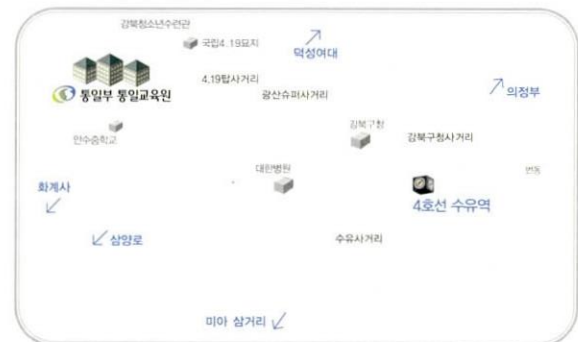 강북청소년수련관
국립4.19묘지
덕성여대
4.19탑사거리
광산슈퍼사거리
의정부
통일부 통일교육원
강북구청
강북구청사거리
인수중학교
대한병원
번동
화계사
4호선 수유역
삼양로
수유사거리
미아 삼거리